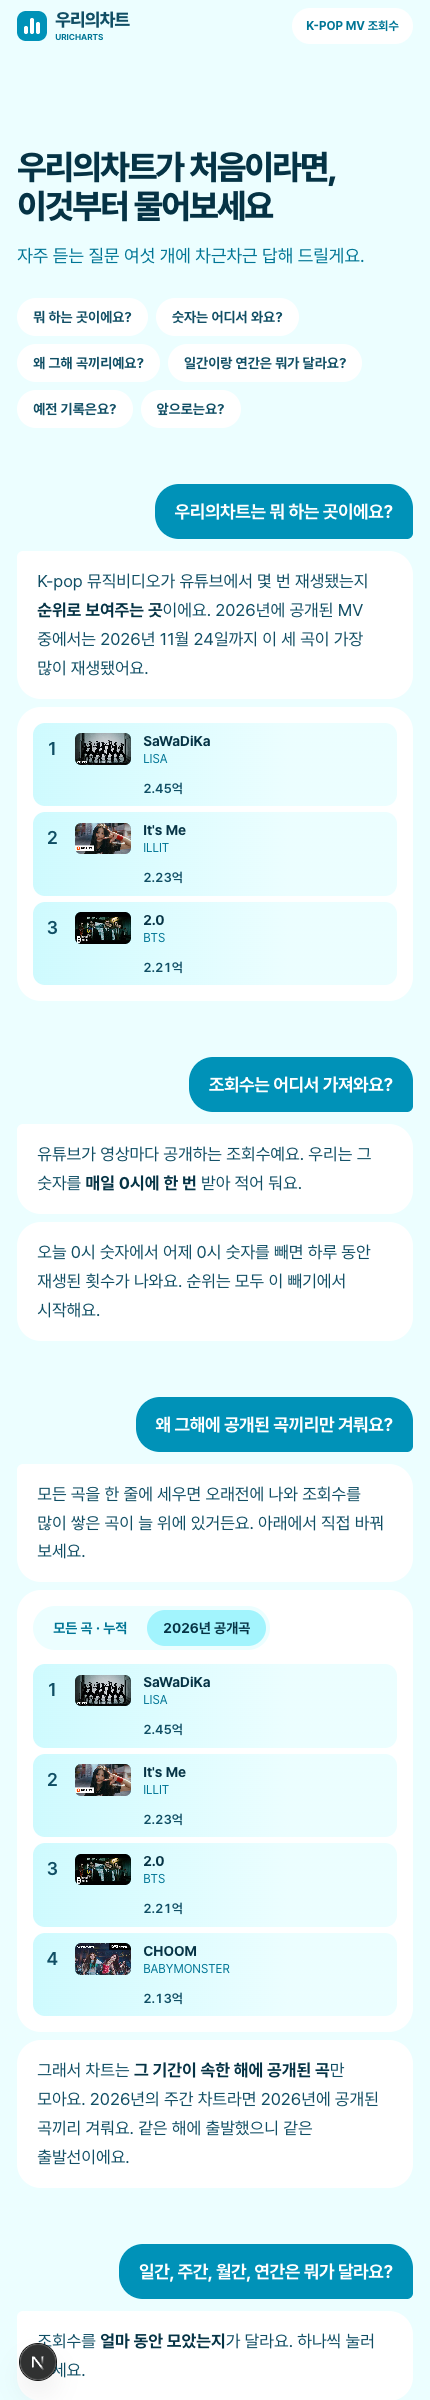 우리의차트
URICHARTS
K-POP MV 조회수
우리의차트가 처음이라면,
이것부터 물어보세요
자주 듣는 질문 여섯 개에 차근차근 답해 드릴게요.
뭐 하는 곳이에요?
숫자는 어디서 와요?
왜 그해 곡끼리예요?
일간이랑 연간은 뭐가 달라요?
예전 기록은요?
앞으로는요?
우리의차트는 뭐 하는 곳이에요?
K-pop 뮤직비디오가 유튜브에서 몇 번 재생됐는지
순위로 보여주는 곳이에요. 2026년에 공개된 MV
중에서는 2026년 11월 24일까지 이 세 곡이 가장
많이 재생됐어요.
1
SaWaDiKa
LISA
2.45억
2
It's Me
ILLIT
2.23억
3
2.0
BTS
2.21억
조회수는 어디서 가져와요?
유튜브가 영상마다 공개하는 조회수예요. 우리는 그
숫자를 매일 0시에 한 번 받아 적어 둬요.
오늘 0시 숫자에서 어제 0시 숫자를 빼면 하루 동안
재생된 횟수가 나와요. 순위는 모두 이 빼기에서
시작해요.
왜 그해에 공개된 곡끼리만 겨뤄요?
모든 곡을 한 줄에 세우면 오래전에 나와 조회수를
많이 쌓은 곡이 늘 위에 있거든요. 아래에서 직접 바꿔
보세요.
모든 곡 · 누적
2026년 공개곡
1
SaWaDiKa
LISA
2.45억
2
It's Me
ILLIT
2.23억
3
2.0
BTS
2.21억
4
CHOOM
BABYMONSTER
2.13억
그래서 차트는 그 기간이 속한 해에 공개된 곡만
모아요. 2026년의 주간 차트라면 2026년에 공개된
곡끼리 겨뤄요. 같은 해에 출발했으니 같은
출발선이에요.
일간, 주간, 월간, 연간은 뭐가 달라요?
조회수를 얼마 동안 모았는지가 달라요. 하나씩 눌러
세요.
N